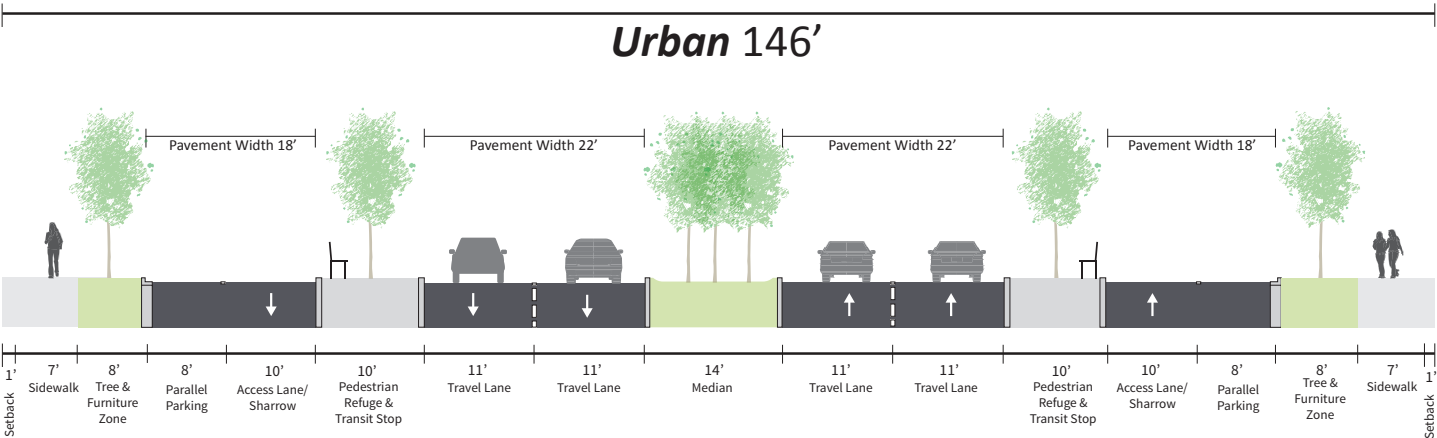 Urban 146’
Pavement Width 18’
Pavement Width 22’
Pavement Width 22’
Pavement Width 18’
1’
Setback
7’
Sidewalk
8’
Tree &
Furniture
Zone
8’
Parallel
Parking
10’
Access Lane/
Sharrow
10’
Pedestrian
Refuge &
Transit Stop
11’
Travel Lane
11’
Travel Lane
14’
Median
11’
Travel Lane
11’
Travel Lane
10’
Pedestrian
Refuge &
Transit Stop
10’
Access Lane/
Sharrow
8’
Parallel
Parking
8’
Tree &
Furniture
Zone
7’
Sidewalk
1’
Setback